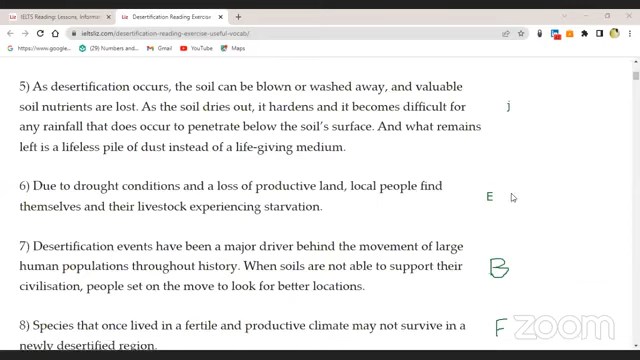 IELTS Reading: Lessons, Informat
Desertification Reading Exercise
ieltsliz.com/desertification-reading-exercise-useful-vocals/
https://www.google...
Bookmarks
(29) Numbers and...
Gmail
YouTube
Maps
5) As desertification occurs, the soil can be blown or washed away, and valuable
soil nutrients are lost. As the soil dries out, it hardens and it becomes difficult for
any rainfall that does occur to penetrate below the soil's surface. And what remains
left is a lifeless pile of dust instead of a life-giving medium.
j
6) Due to drought conditions and a loss of productive land, local people find
themselves and their livestock experiencing starvation.
E
7) Desertification events have been a major driver behind the movement of large
human populations throughout history. When soils are not able to support their
civilisation, people set on the move to look for better locations.
B
8) Species that once lived in a fertile and productive climate may not survive in a
newly desertified region.
F
zoom